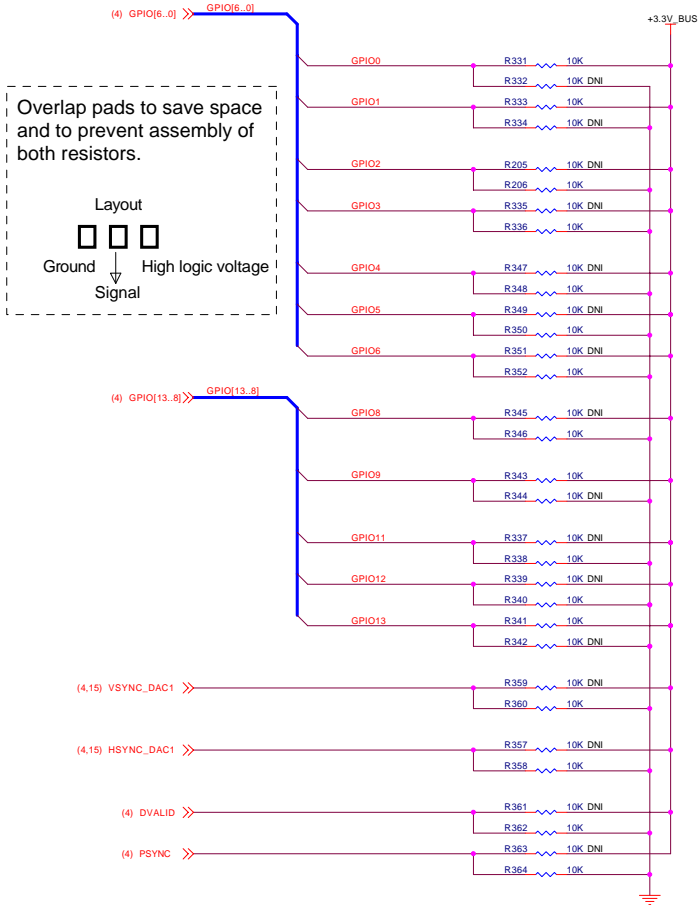 (4) GPIO[6..0] GPIO[6..0]
+3.3V_BUS
GPIO0 R331 10K
R332 10K DNI
GPIO1 R333 10K
R334 10K DNI
Overlap pads to save space
and to prevent assembly of
both resistors.
Layout
Ground High logic voltage
Signal
GPIO2 R205 10K DNI
R206 10K
GPIO3 R335 10K DNI
R336 10K
GPIO4 R347 10K DNI
R348 10K
GPIO5 R349 10K DNI
R350 10K
GPIO6 R351 10K DNI
R352 10K
(4) GPIO[13..8] GPIO[13..8]
GPIO8 R345 10K DNI
R346 10K
GPIO9 R343 10K
R344 10K DNI
GPIO11 R337 10K DNI
R338 10K
GPIO12 R339 10K DNI
R340 10K
GPIO13 R341 10K
R342 10K DNI
(4,15) VSYNC_DAC1 R359 10K DNI
R360 10K
(4,15) HSYNC_DAC1 R357 10K DNI
R358 10K
(4) DVALID R361 10K DNI
R362 10K
(4) PSYNC R363 10K DNI
R364 10K